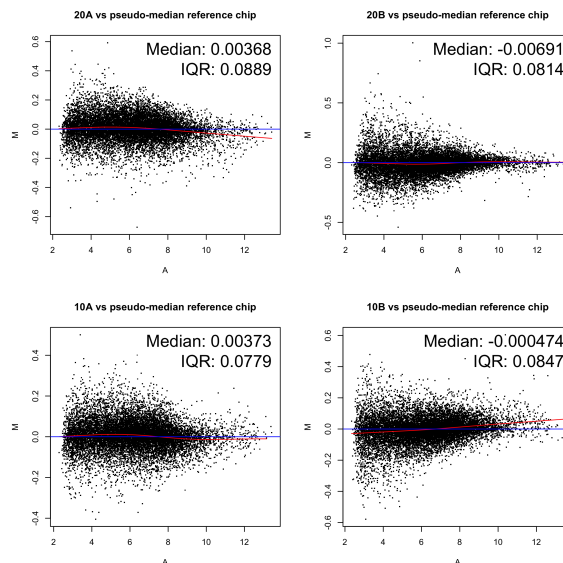 20A vs pseudo-median reference chip
Median: 0.00368
IQR: 0.0889
M
0.6
0.4
0.2
0.0
-0.2
-0.4
-0.6
2 4 6 8 10 12
A
20B vs pseudo-median reference chip
Median: -0.00691
IQR: 0.0814
M
1.0
0.5
0.0
-0.5
2 4 6 8 10 12
A
10A vs pseudo-median reference chip
Median: 0.00373
IQR: 0.0779
M
0.4
0.2
0.0
-0.2
-0.4
2 4 6 8 10 12
A
10B vs pseudo-median reference chip
Median: -0.000474
IQR: 0.0847
M
0.6
0.4
0.2
0.0
-0.2
-0.4
-0.6
2 4 6 8 10 12
A